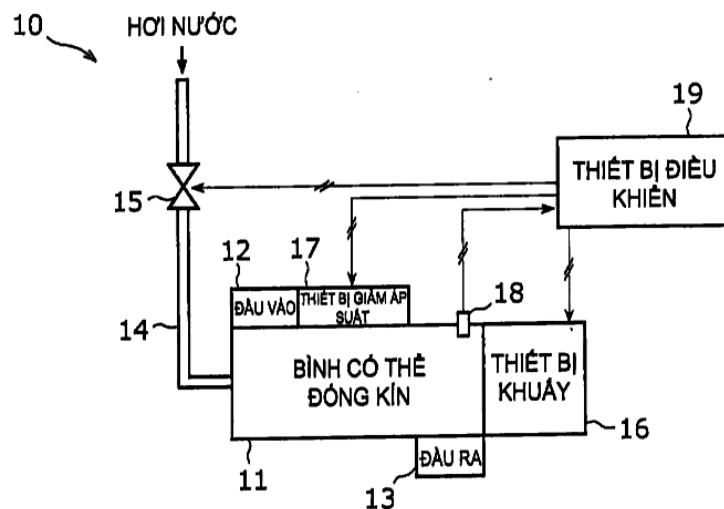 10
HƠI NƯỚC
19
THIẾT BỊ ĐIỀU
KHIỂN
15
12
17
ĐẦU VÀO
THIẾT BỊ GIẢM ÁP
SUẤT
18
14
BÌNH CÓ THỂ
ĐÓNG KÍN
THIẾT BỊ
KHUẤY
16
11
13
ĐẦU RA